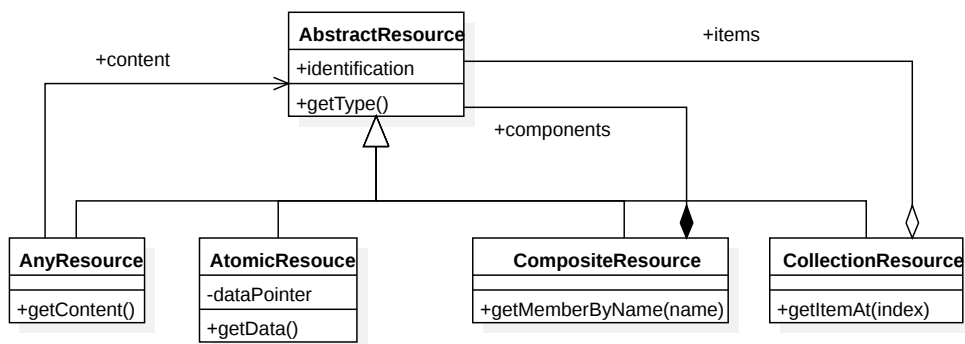 AbstractResource
+items
+content
+identification
+getType()
+components
AnyResource
AtomicResouce
CompositeResource
CollectionResource
-dataPointer
+getContent()
+getMemberByName(name)
+getItemAt(index)
+getData()